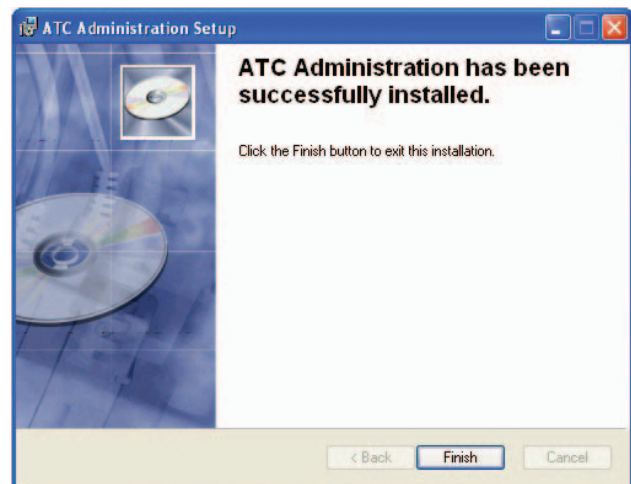 ATC Administration Setup
ATC Administration has been
successfully installed.
Click the Finish button to exit this installation.
< Back
Finish
Cancel